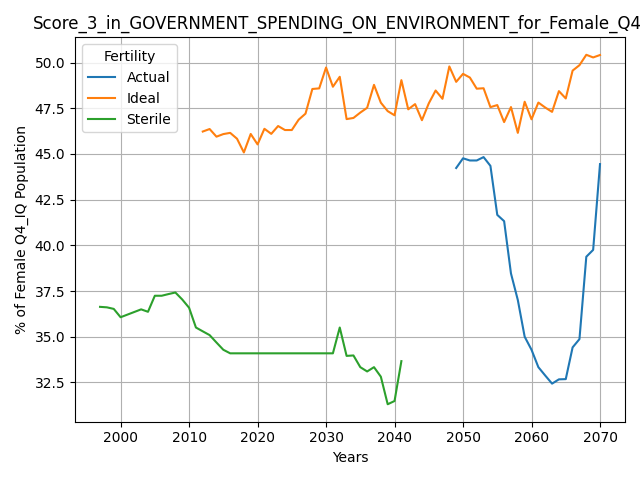 Score_3_in_GOVERNMENT_SPENDING_ON_ENVIRONMENT_for_Female_Q4
Fertility
Actual
Ideal
Sterile
% of Female Q4_IQ Population
50.0
47.5
45.0
42.5
40.0
37.5
35.0
32.5
2000 2010 2020 2030 2040 2050 2060 2070
Years